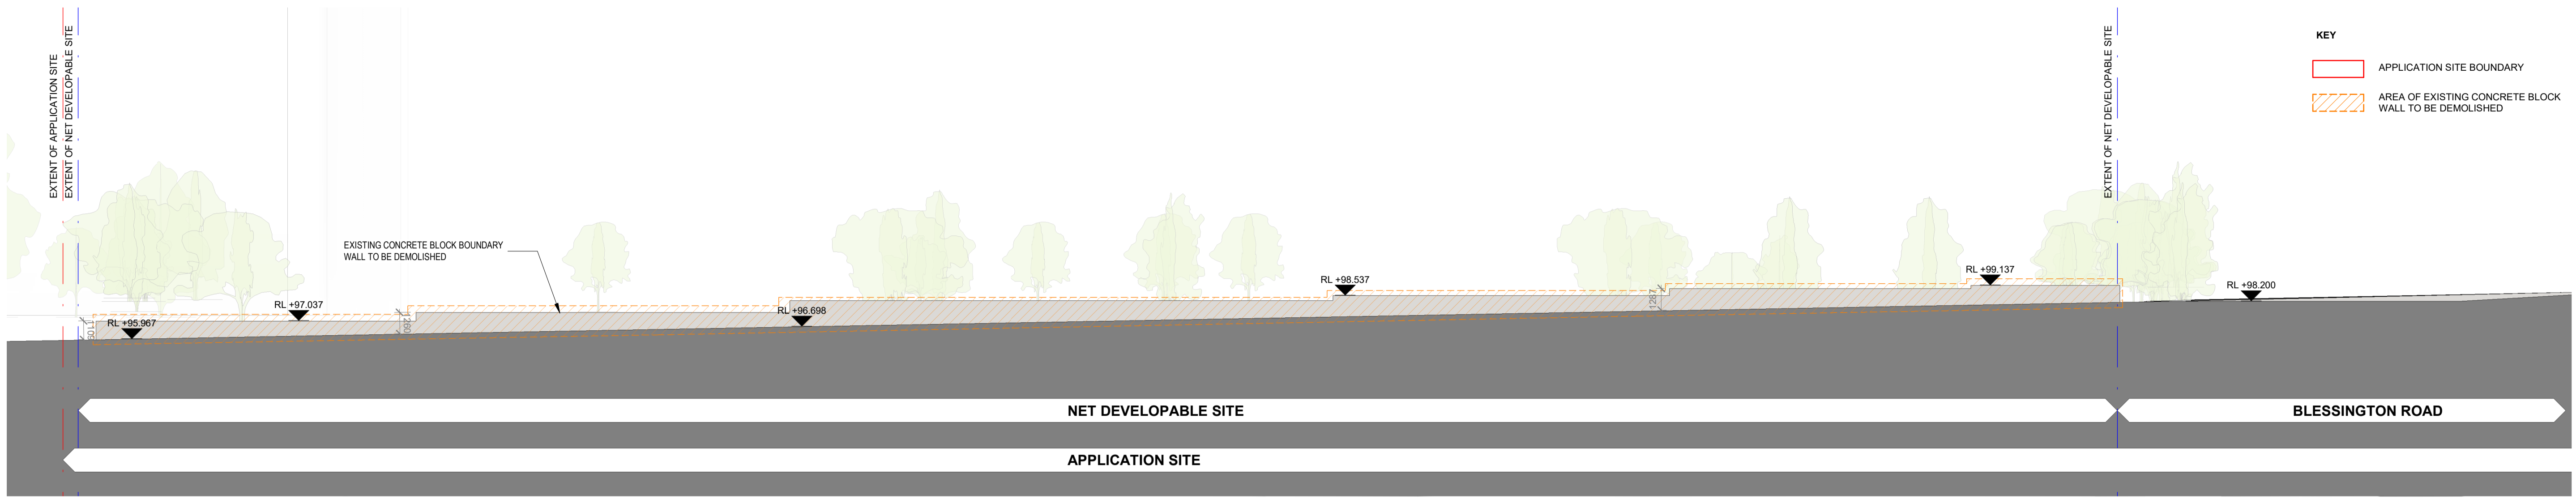 EXTENT OF APPLICATION SITE
EXTENT OF NET DEVELOPABLE SITE
EXTENT OF NET DEVELOPABLE SITE
KEY
APPLICATION SITE BOUNDARY
AREA OF EXISTING CONCRETE BLOCK
WALL TO BE DEMOLISHED
EXISTING CONCRETE BLOCK BOUNDARY
WALL TO BE DEMOLISHED
RL +95.967
RL +97.037
RL +96.698
RL +98.537
1287
RL +99.137
RL +98.200
NET DEVELOPABLE SITE
BLESSINGTON ROAD
APPLICATION SITE